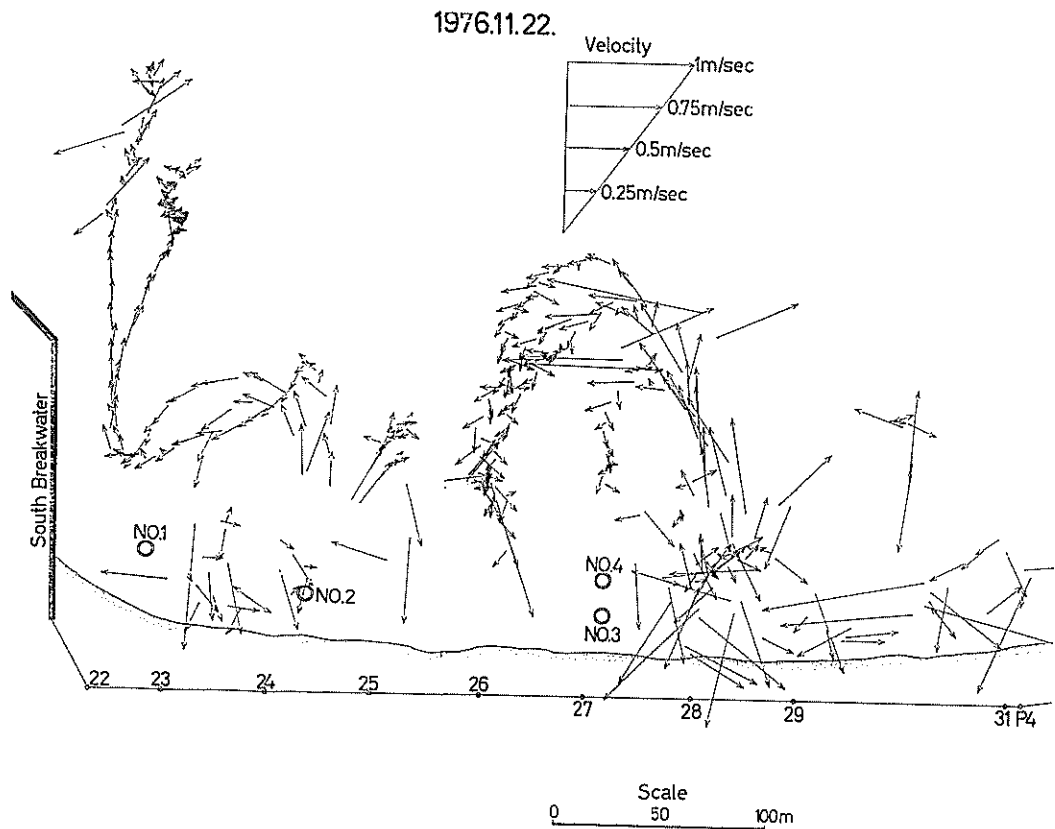 1976.11.22.
Velocity
1m/sec
0.75m/sec
0.5m/sec
0.25m/sec
South Breakwater
NO.1
NO.2
NO.4
NO.3
22 23 24 25 26 27 28 29 31 P4
Scale
0 50 100m